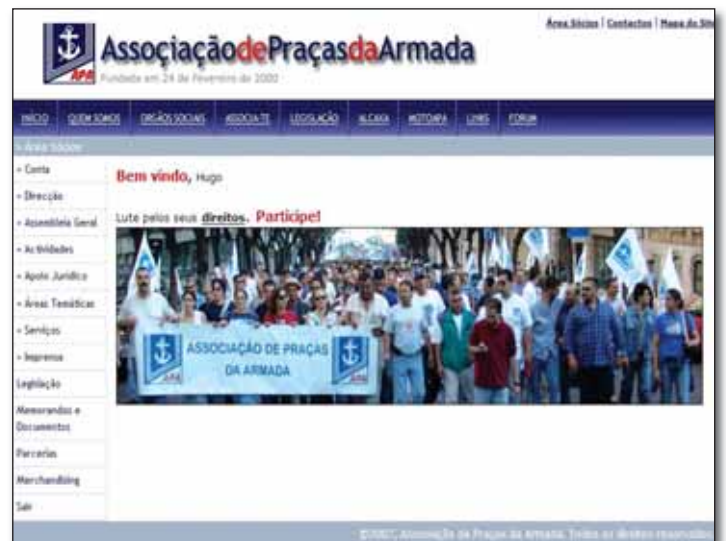 Área Sócios | Contactos | Mapa do Site
APA
AssociaçãodePraçasdaArmada
Fundada em 24 de Fevereiro de 2000
INÍCIO QUEM SOMOS ORGÃOS SOCIAIS ASSOCIA-TE LEGISLAÇÃO ALCAXA MOTOAPA LINKS FORUM
> Área Sócios
» Conta
» Direcção
» Assembleia Geral
» Actividades
» Apoio Jurídico
» Áreas Temáticas
» Serviços
» Imprensa
Legislação
Memorandos e
Documentos
Parcerias
Merchandising
Sair
Bem vindo, Hugo
Lute pelos seus direitos. Participe!
ASSOCIAÇÃO DE PRAÇAS
DA ARMADA
APA
APA
©2007, Associação de Praças da Armada. Todos os direitos reservados